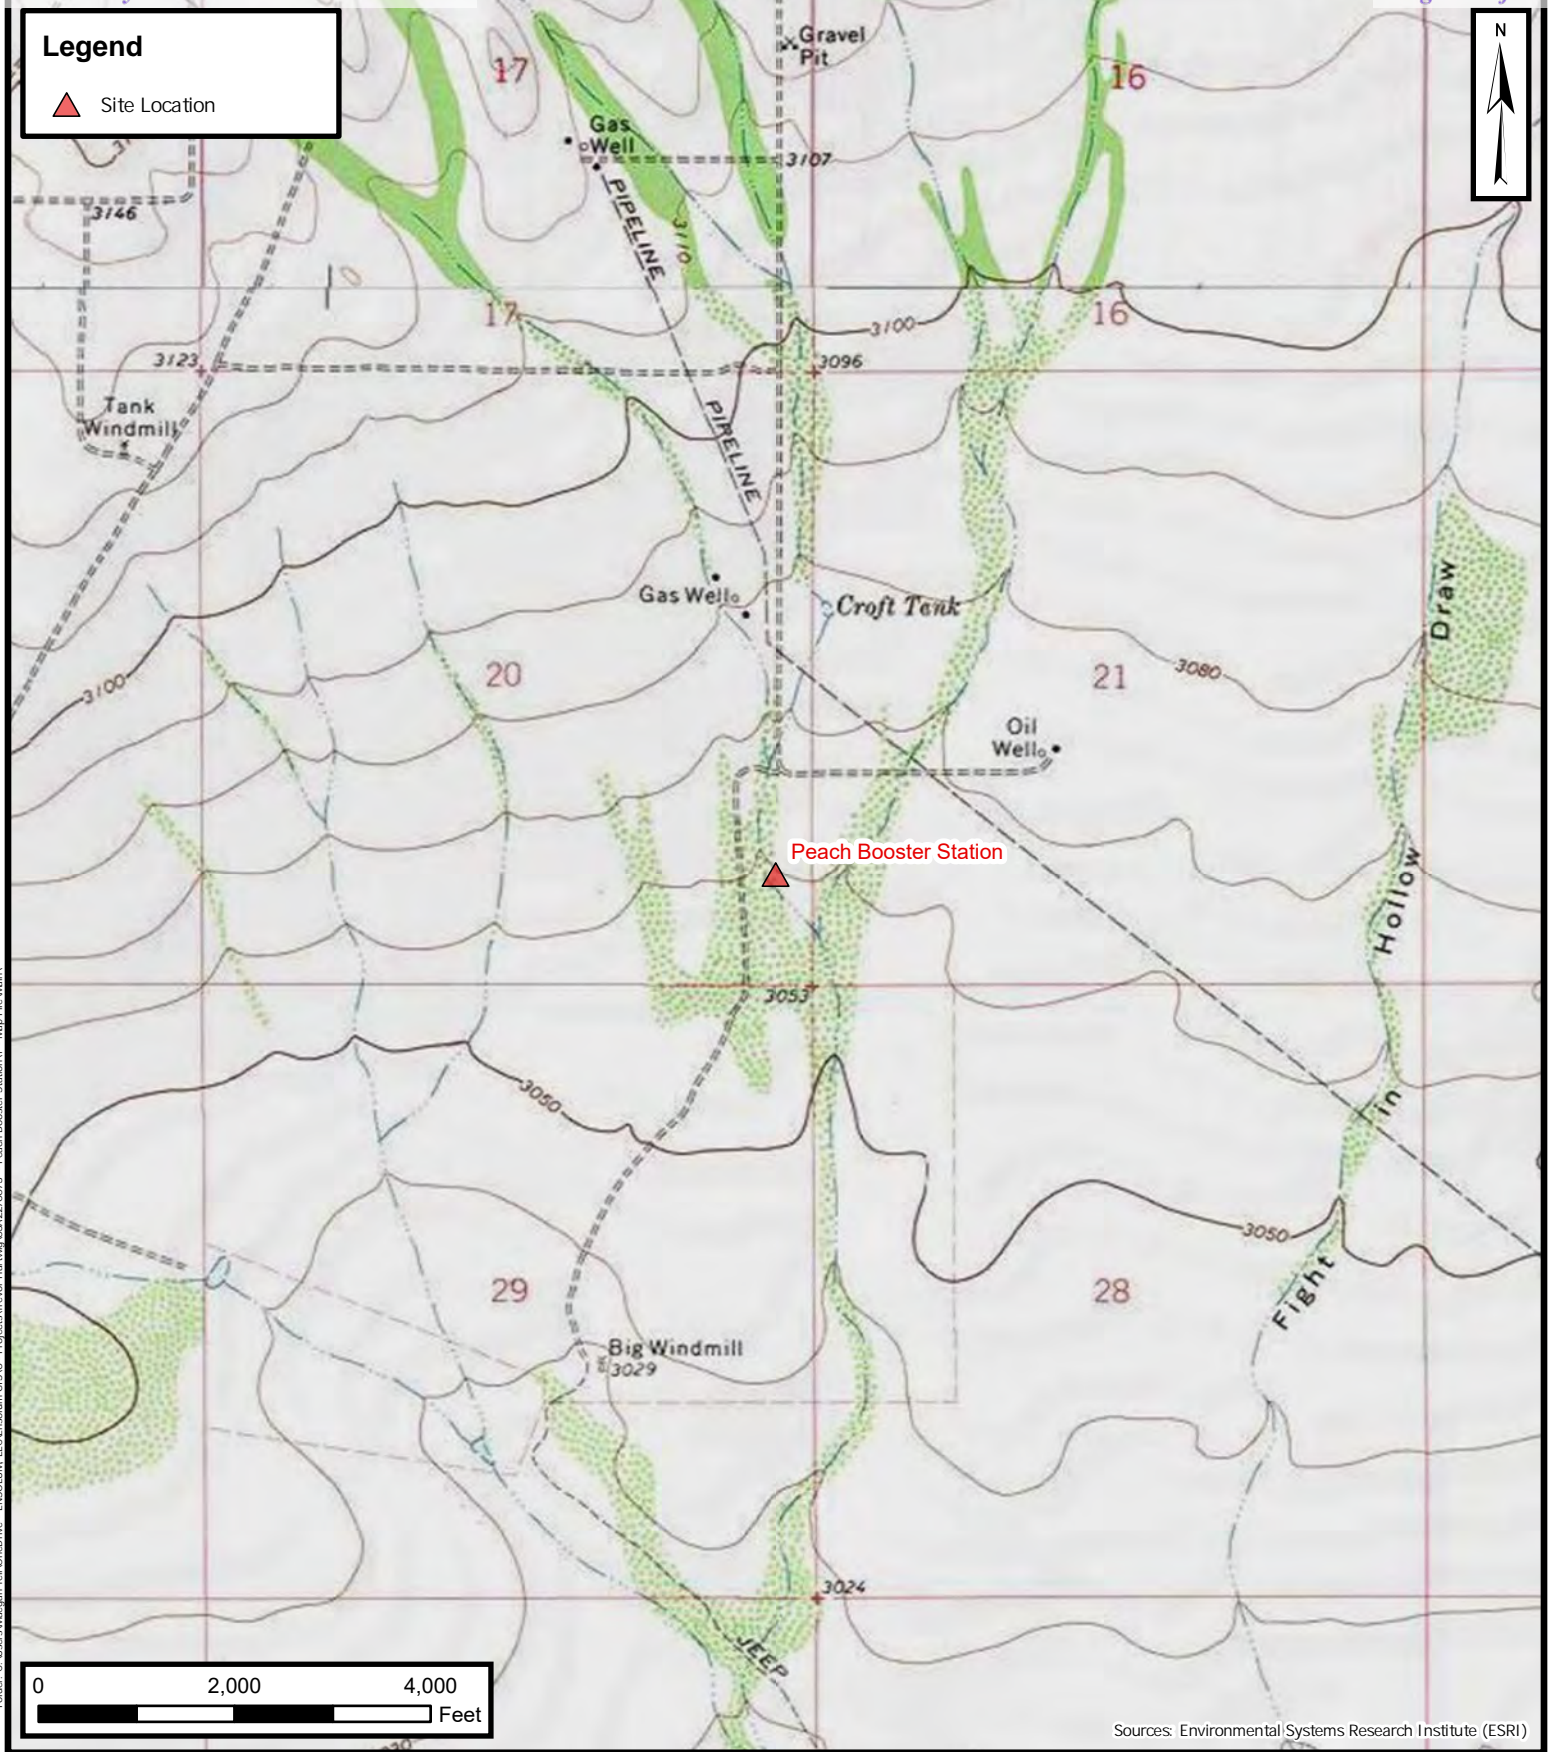 Legend
Site Location
N
17
Gravel
Pit
16
Gas
Well
3107
PIPELINE
3146
3110
17
3100
16
3123
3096
Tank
Windmill
PIPELINE
Gas Well
Croft Tank
Draw
20
21
3080
3100
Oil
Well
Peach Booster Station
Hollow
3053
3050
in
3050
29
28
Fight
Big Windmill
3029
3024
JEEP
0 2,000 4,000
Feet
Sources: Environmental Systems Research Institute (ESRI)